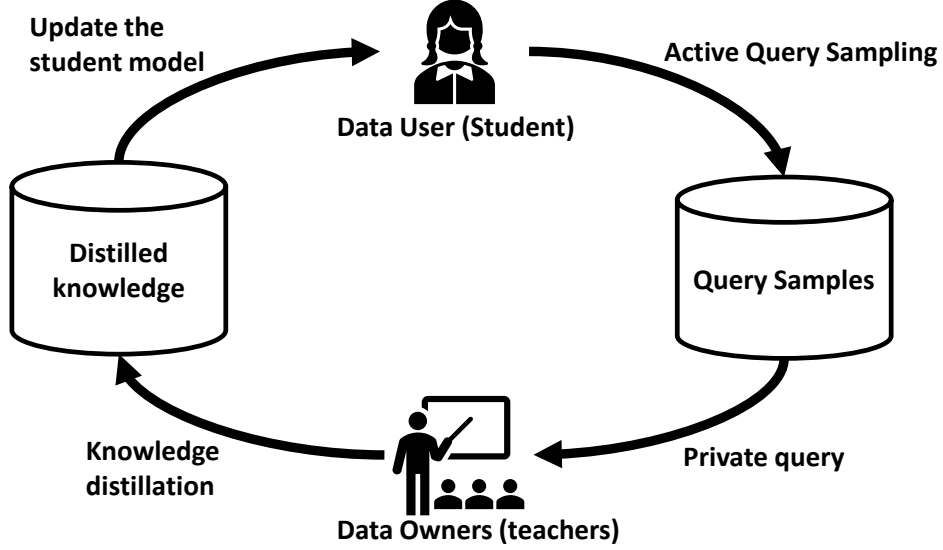 Update the
student model
Active Query Sampling
Data User (Student)
Distilled
knowledge
Query Samples
Knowledge
distillation
Private query
Data Owners (teachers)